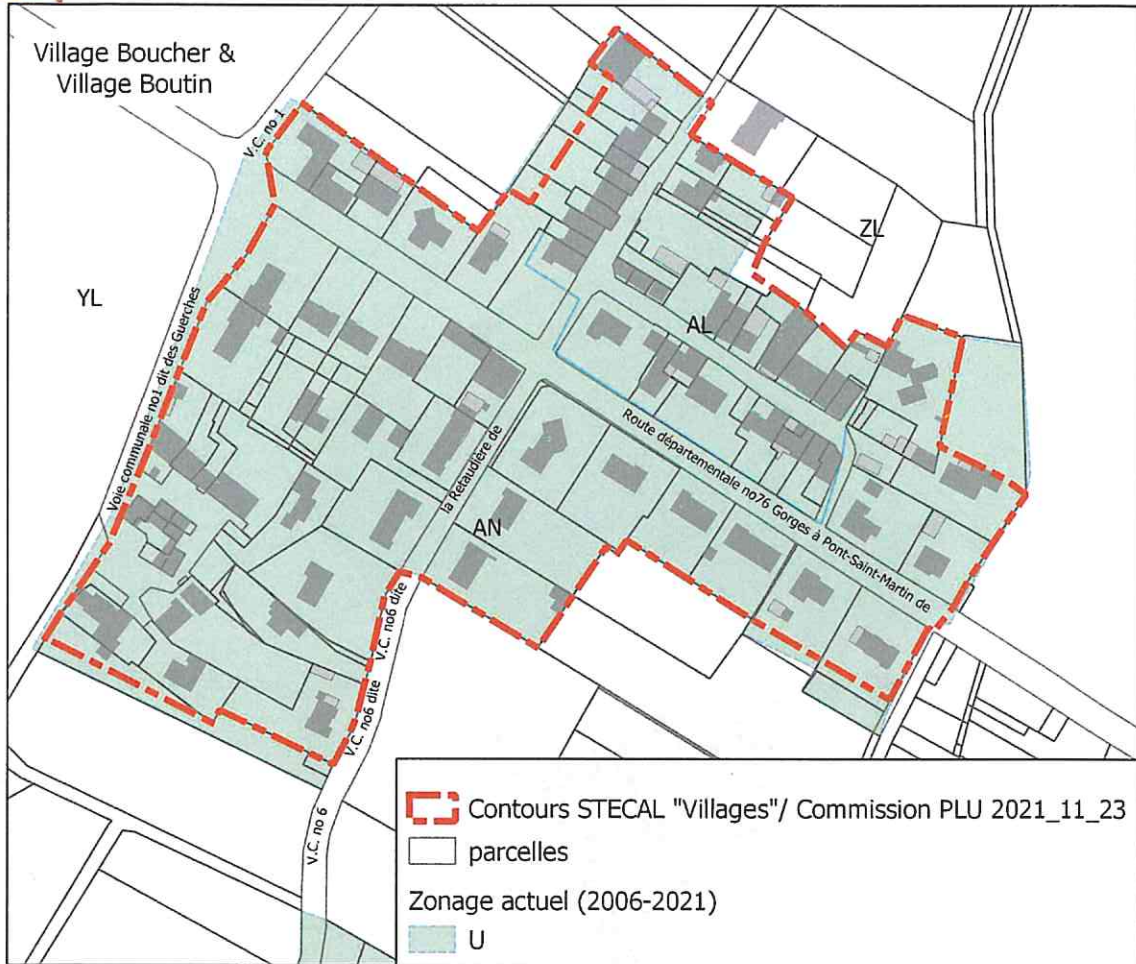 Village Boucher &
Village Boutin
V.C. no 1
YL
ZL
AL
Voie communale no1 dit des Guerches
la Retaudière de
Route départementale no76 Gorges à Pont-Saint-Martin de
AN
V.C. no6 dite
V.C. no6 dite
V.C. no 6
Contours STECAL "Villages"/ Commission PLU 2021_11_23
parcelles
Zonage actuel (2006-2021)
U